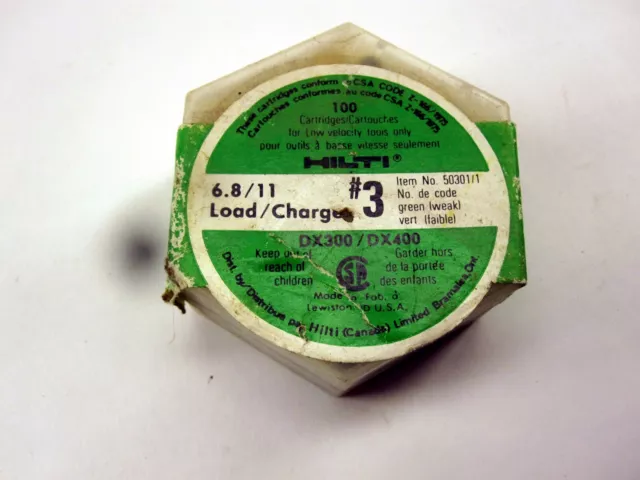 These cartridges conform to CSA CODE Z-166/1975
Cartouches conformes au code CSA Z-166/1975
100
Cartridges/Cartouches
for Low velocity tools only
pour outils à basse vitesse seulement
HILTI®
6.8/11
Load/Charge
#3
Item No. 50301/1
No. de code
green (weak)
vert (faible)
DX300/DX400
Keep out of
reach of
children
Garder hors
de la portée
des enfants
Made Fab. à
Lewiston, U.S.A.
Dist. by/Distribué par Hilti (Canada) Limited Bramalea, Ont.